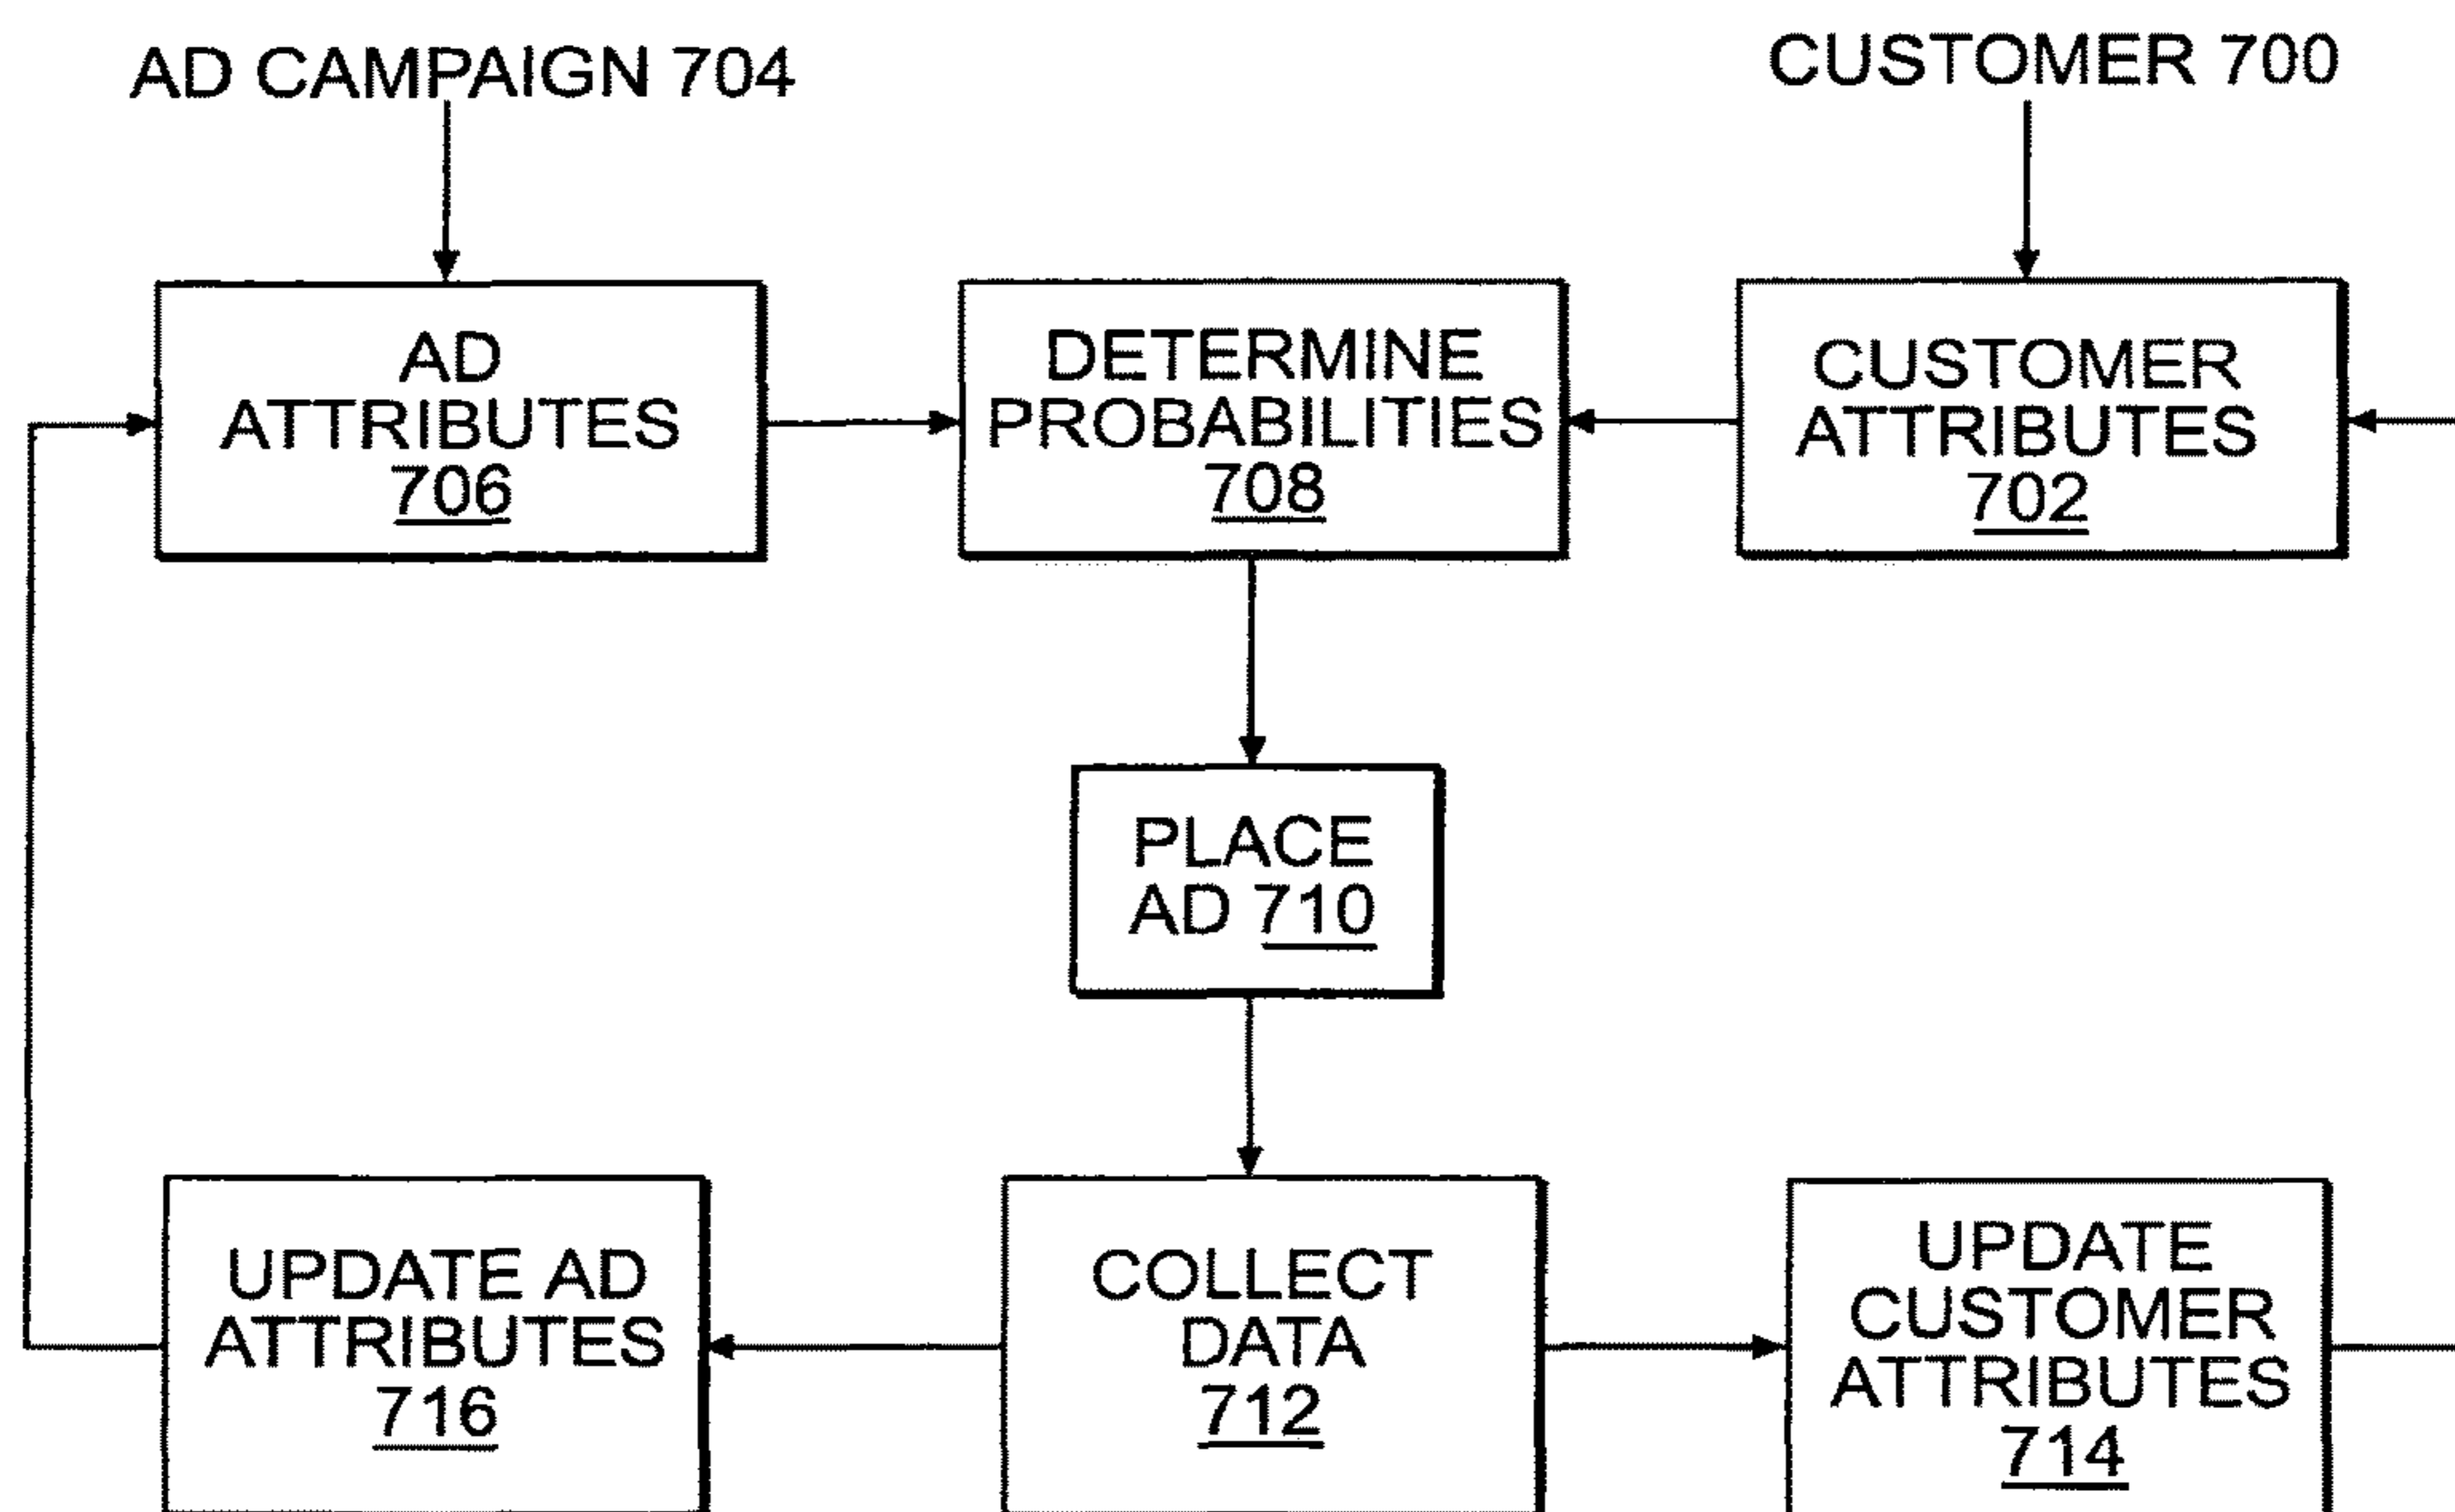 AD CAMPAIGN 704
CUSTOMER 700
AD
ATTRIBUTES
706
DETERMINE
PROBABILITIES
708
CUSTOMER
ATTRIBUTES
702
PLACE
AD 710
UPDATE AD
ATTRIBUTES
716
COLLECT
DATA
712
UPDATE
CUSTOMER
ATTRIBUTES
714